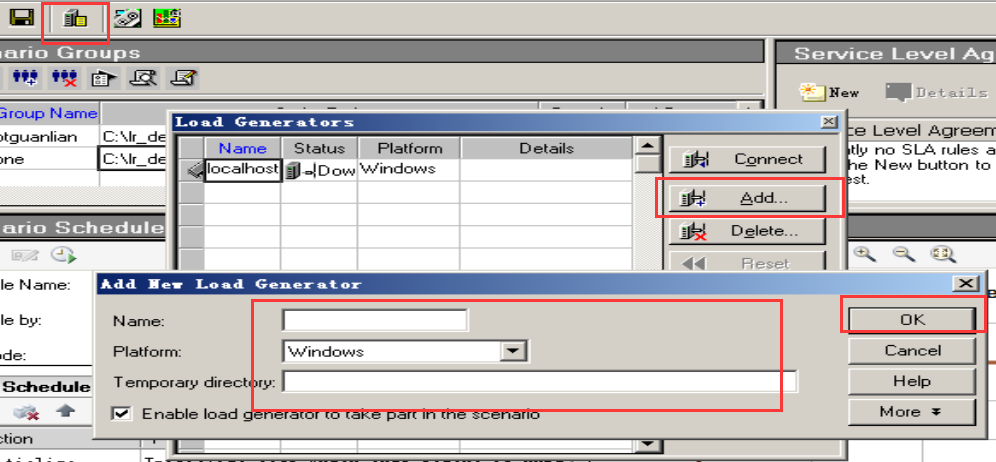 ario Groups
Service Level Ag
New
Details
Group Name
otguanlian
C:\lr_de
one
C:\lr_de
ce Level Agreem
tly no SLA rules a
he New button to
est.
Load Generators
Name Status Platform Details
localhost Dow Windows
Connect
Add...
Delete...
Reset
ario Schedule
le Name:
le by:
ode:
Schedule
ction
Add New Load Generator
Name:
Platform: Windows
Temporary directory:
Enable load generator to take part in the scenario
OK
Cancel
Help
More